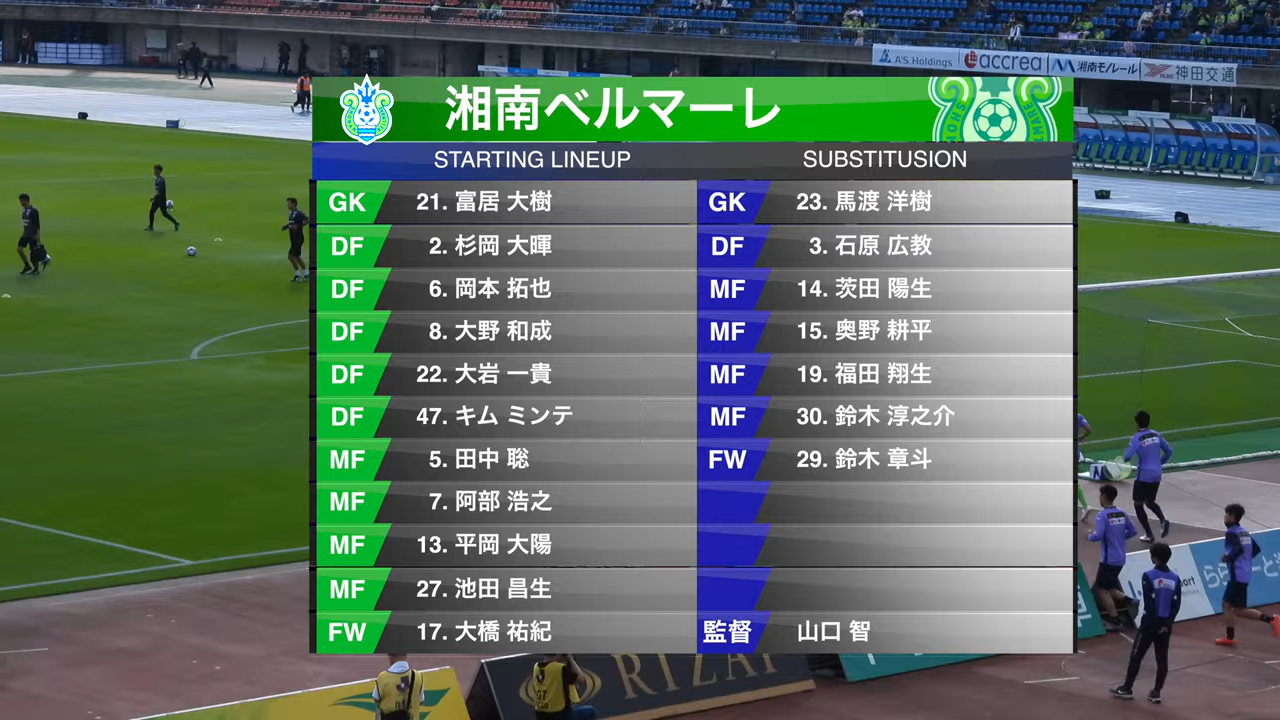 A'S Holdings accrea 湘南モノレール 神田交通
湘南ベルマーレ
STARTING LINEUP SUBSTITUSION
GK 21. 富居 大樹 GK 23. 馬渡 洋樹
DF 2. 杉岡 大暉 DF 3. 石原 広教
DF 6. 岡本 拓也 MF 14. 茨田 陽生
DF 8. 大野 和成 MF 15. 奥野 耕平
DF 22. 大岩 一貴 MF 19. 福田 翔生
DF 47. キム ミンテ MF 30. 鈴木 淳之介
MF 5. 田中 聡 FW 29. 鈴木 章斗
MF 7. 阿部 浩之
MF 13. 平岡 大陽
MF 27. 池田 昌生
FW 17. 大橋 祐紀 監督 山口 智
RIZAP